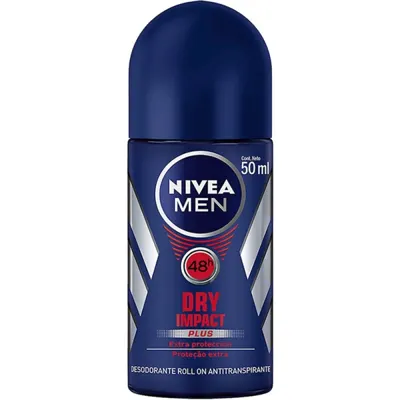 Cont. Neto
50 ml
NIVEA
MEN
48h
DRY
IMPACT
PLUS
Extra protección
Proteção extra
DESODORANTE ROLL ON ANTITRANSPIRANTE